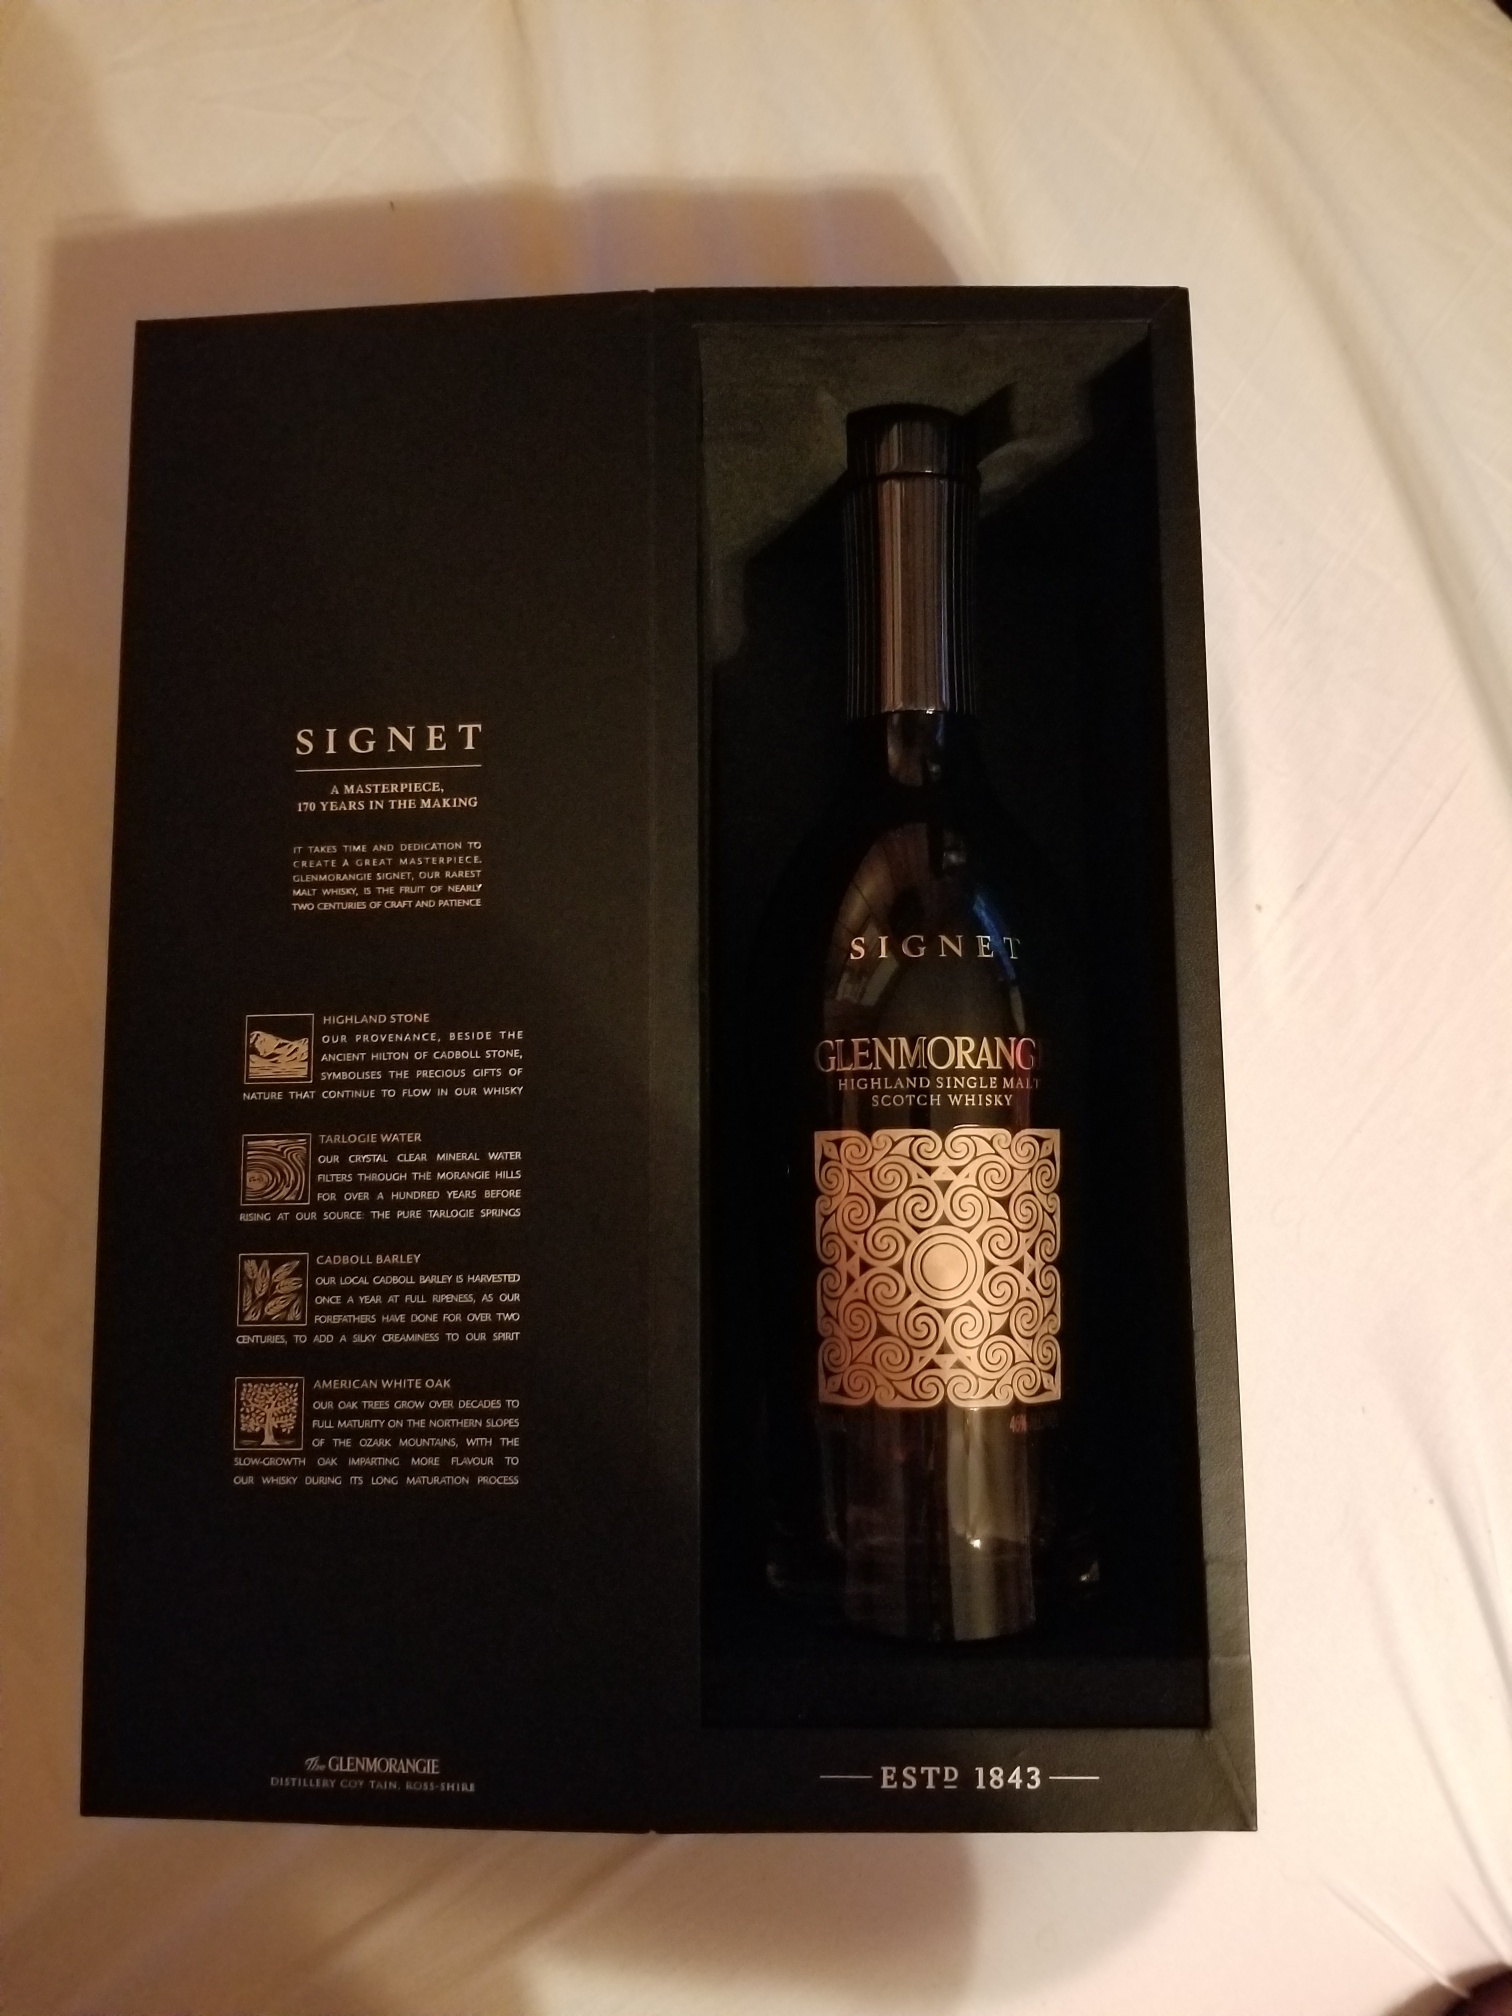 SIGNET
A MASTERPIECE,
170 YEARS IN THE MAKING
IT TAKES TIME AND DEDICATION TO
CREATE A GREAT MASTERPIECE.
GLENMORANGIE SIGNET, OUR RAREST
MALT WHISKY, IS THE FRUIT OF NEARLY
TWO CENTURIES OF CRAFT AND PATIENCE
HIGHLAND STONE
OUR PROVENANCE, BESIDE THE
ANCIENT HILTON OF CADBOLL STONE,
SYMBOLISES THE PRECIOUS GIFTS OF
NATURE THAT CONTINUE TO FLOW IN OUR WHISKY
TARLOGIE WATER
OUR CRYSTAL CLEAR MINERAL WATER
FILTERS THROUGH THE MORANGIE HILLS
FOR OVER A HUNDRED YEARS BEFORE
RISING AT OUR SOURCE: THE PURE TARLOGIE SPRINGS
CADBOLL BARLEY
OUR LOCAL CADBOLL BARLEY IS HARVESTED
ONCE A YEAR AT FULL RIPENESS, AS OUR
FOREFATHERS HAVE DONE FOR OVER TWO
CENTURIES, TO ADD A SILKY CREAMINESS TO OUR SPIRIT
AMERICAN WHITE OAK
OUR OAK TREES GROW OVER DECADES TO
FULL MATURITY ON THE NORTHERN SLOPES
OF THE OZARK MOUNTAINS, WITH THE
SLOW-GROWTH OAK IMPARTING MORE FLAVOUR TO
OUR WHISKY DURING ITS LONG MATURATION PROCESS
The GLENMORANGIE
DISTILLERY COY TAIN, ROSS-SHIRE
SIGNET
GLENMORANG
HIGHLAND SINGLE MALT
SCOTCH WHISKY
ESTD 1843